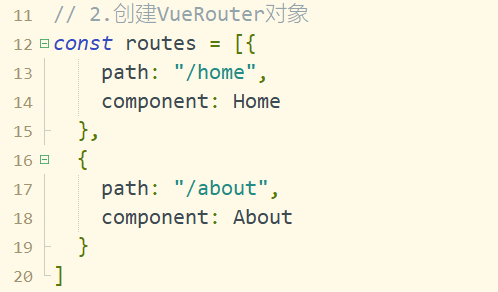 11 // 2.创建VueRouter对象
12 const routes = [{
13 path: "/home",
14 component: Home
15 },
16 {
17 path: "/about",
18 component: About
19 }
20 ]